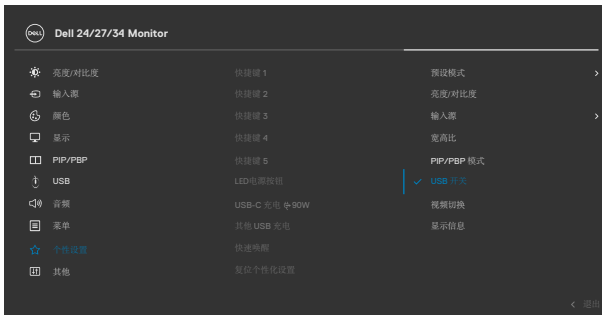 DELL
Dell 24/27/34 Monitor
亮度/对比度
输入源
颜色
显示
PIP/PBP
USB
音频
菜单
个性设置
其他
快捷键 1
快捷键 2
快捷键 3
快捷键 4
快捷键 5
LED电源按钮
USB-C 充电 90W
其他 USB 充电
快速唤醒
复位个性化设置
预设模式
亮度/对比度
输入源
宽高比
PIP/PBP 模式
USB 开关
视频切换
显示信息
退出